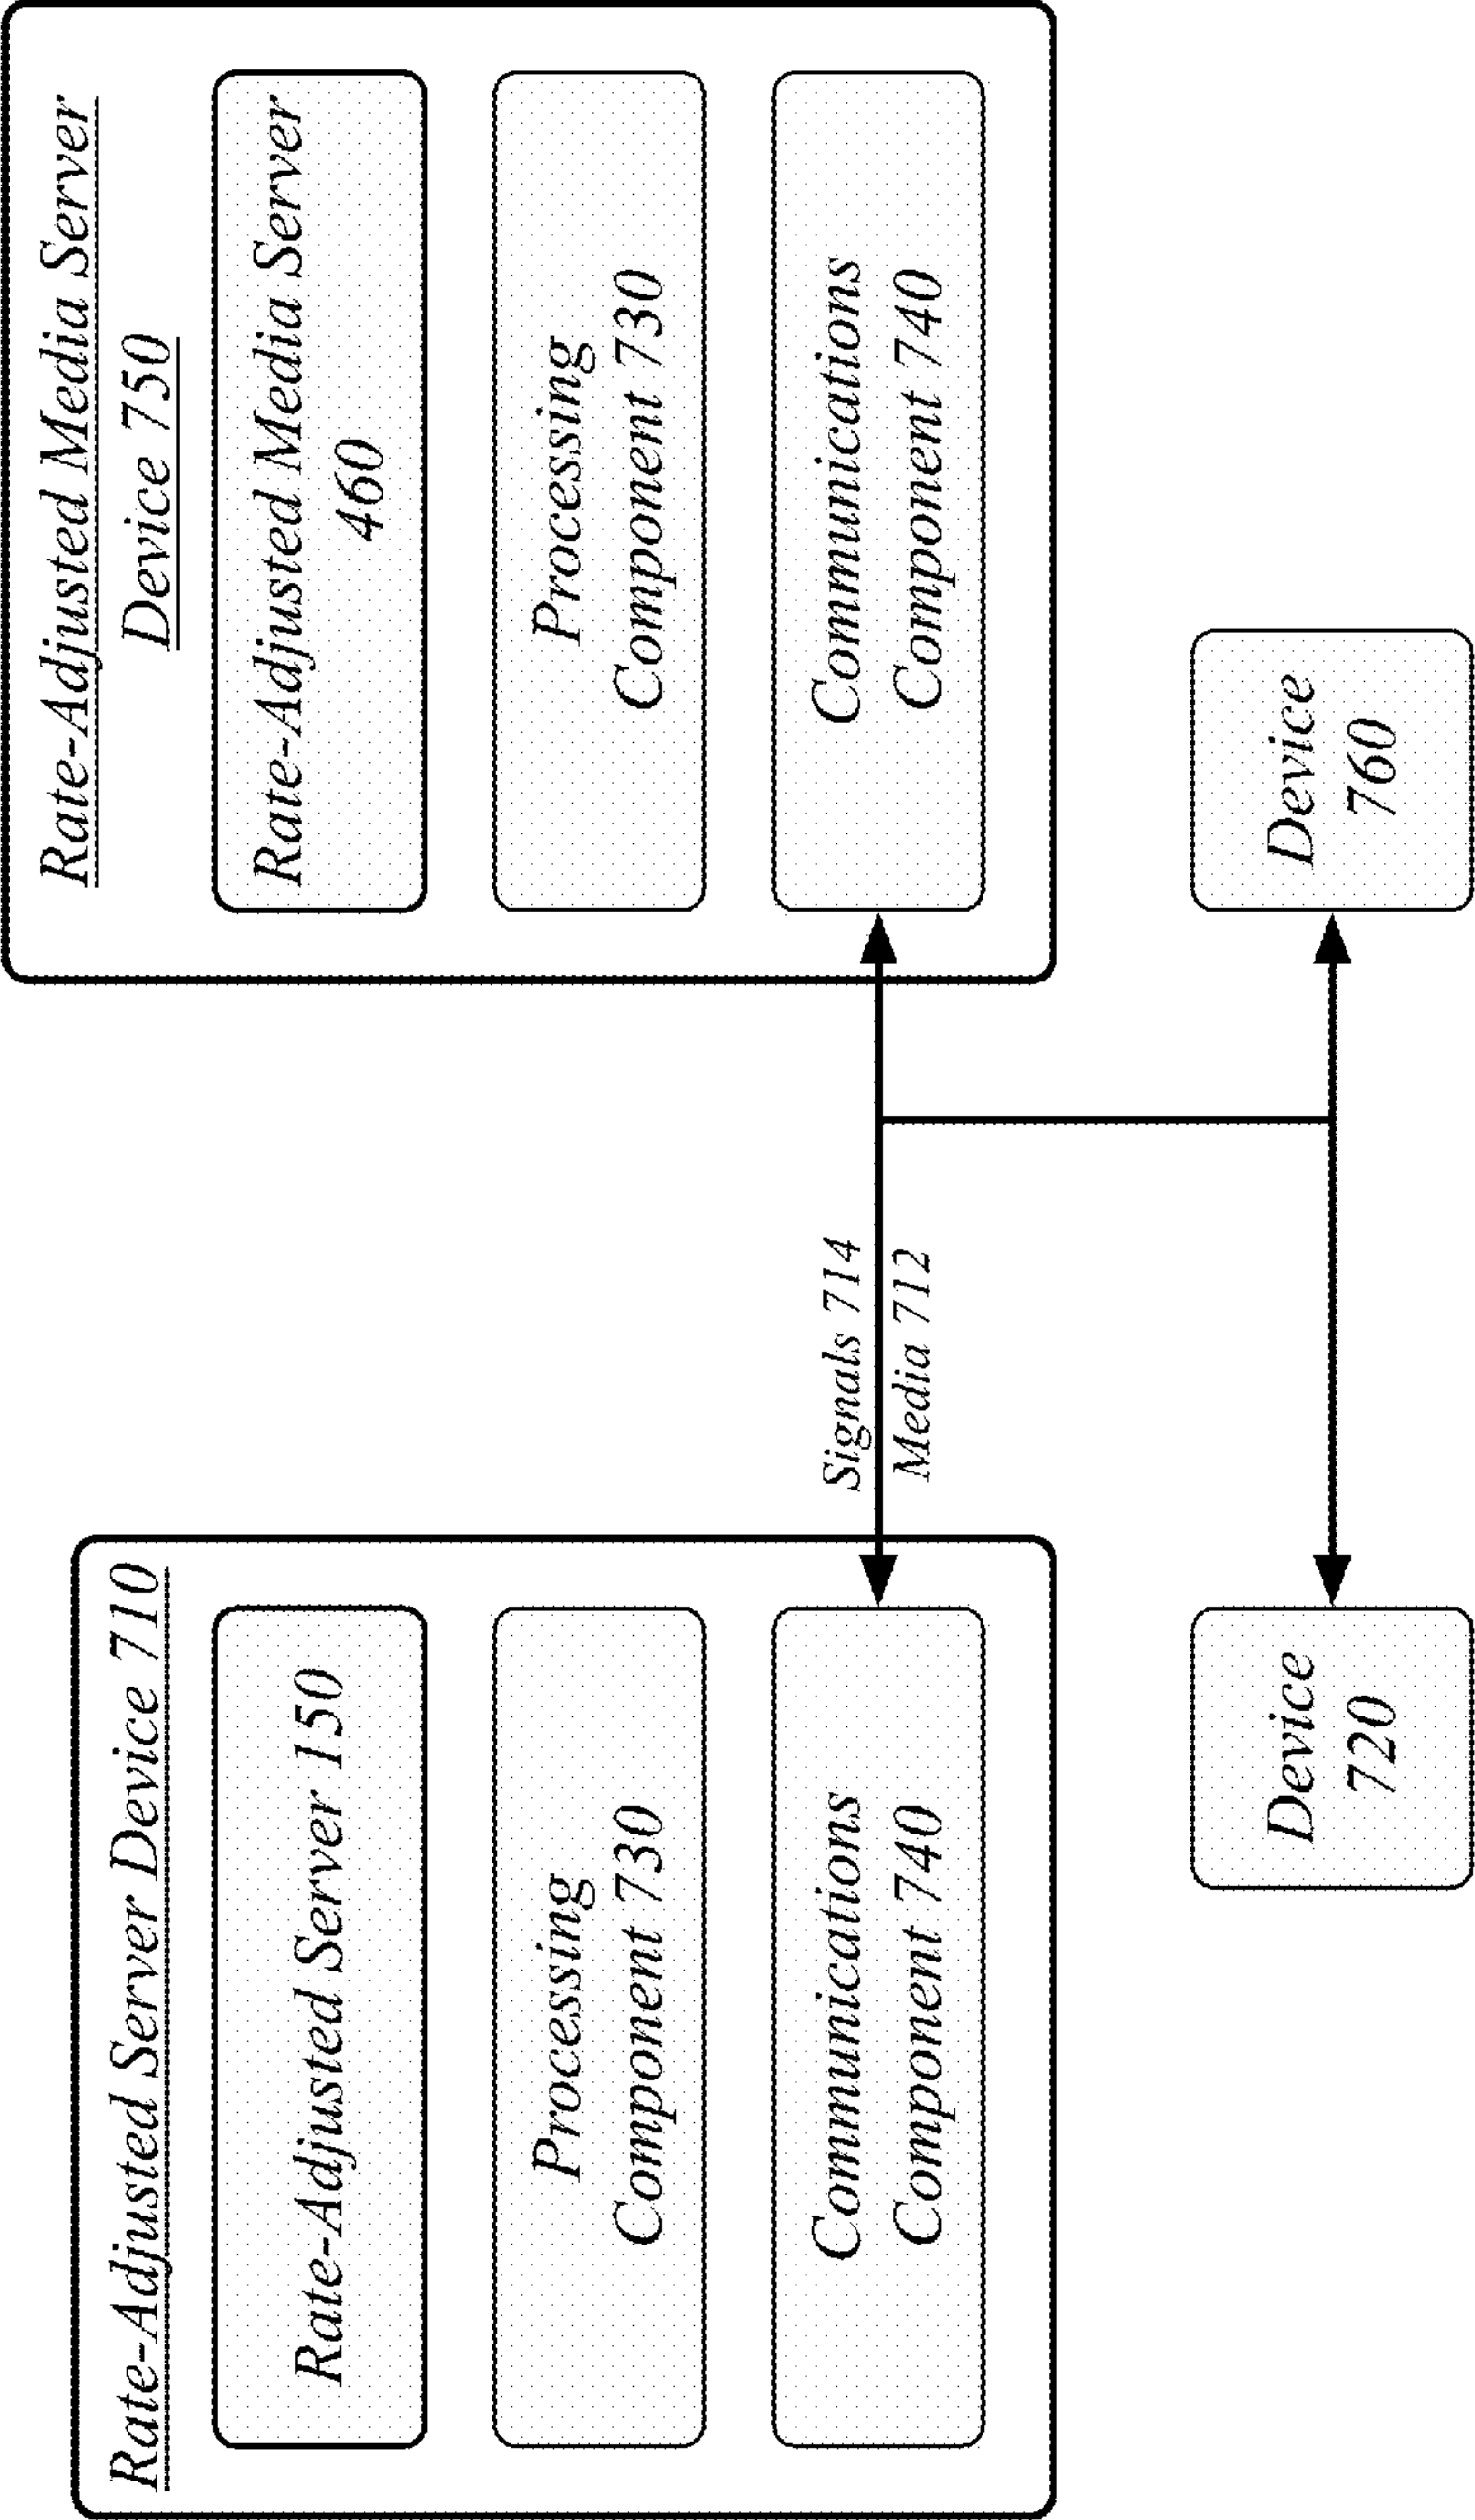 Rate-Adjusted Server Device 710
Rate-Adjusted Server 150
Processing
Component 730
Communications
Component 740
Signals 714
Media 712
Rate-Adjusted Media Server
Device 750
Rate-Adjusted Media Server
460
Processing
Component 730
Communications
Component 740
Device
720
Device
760